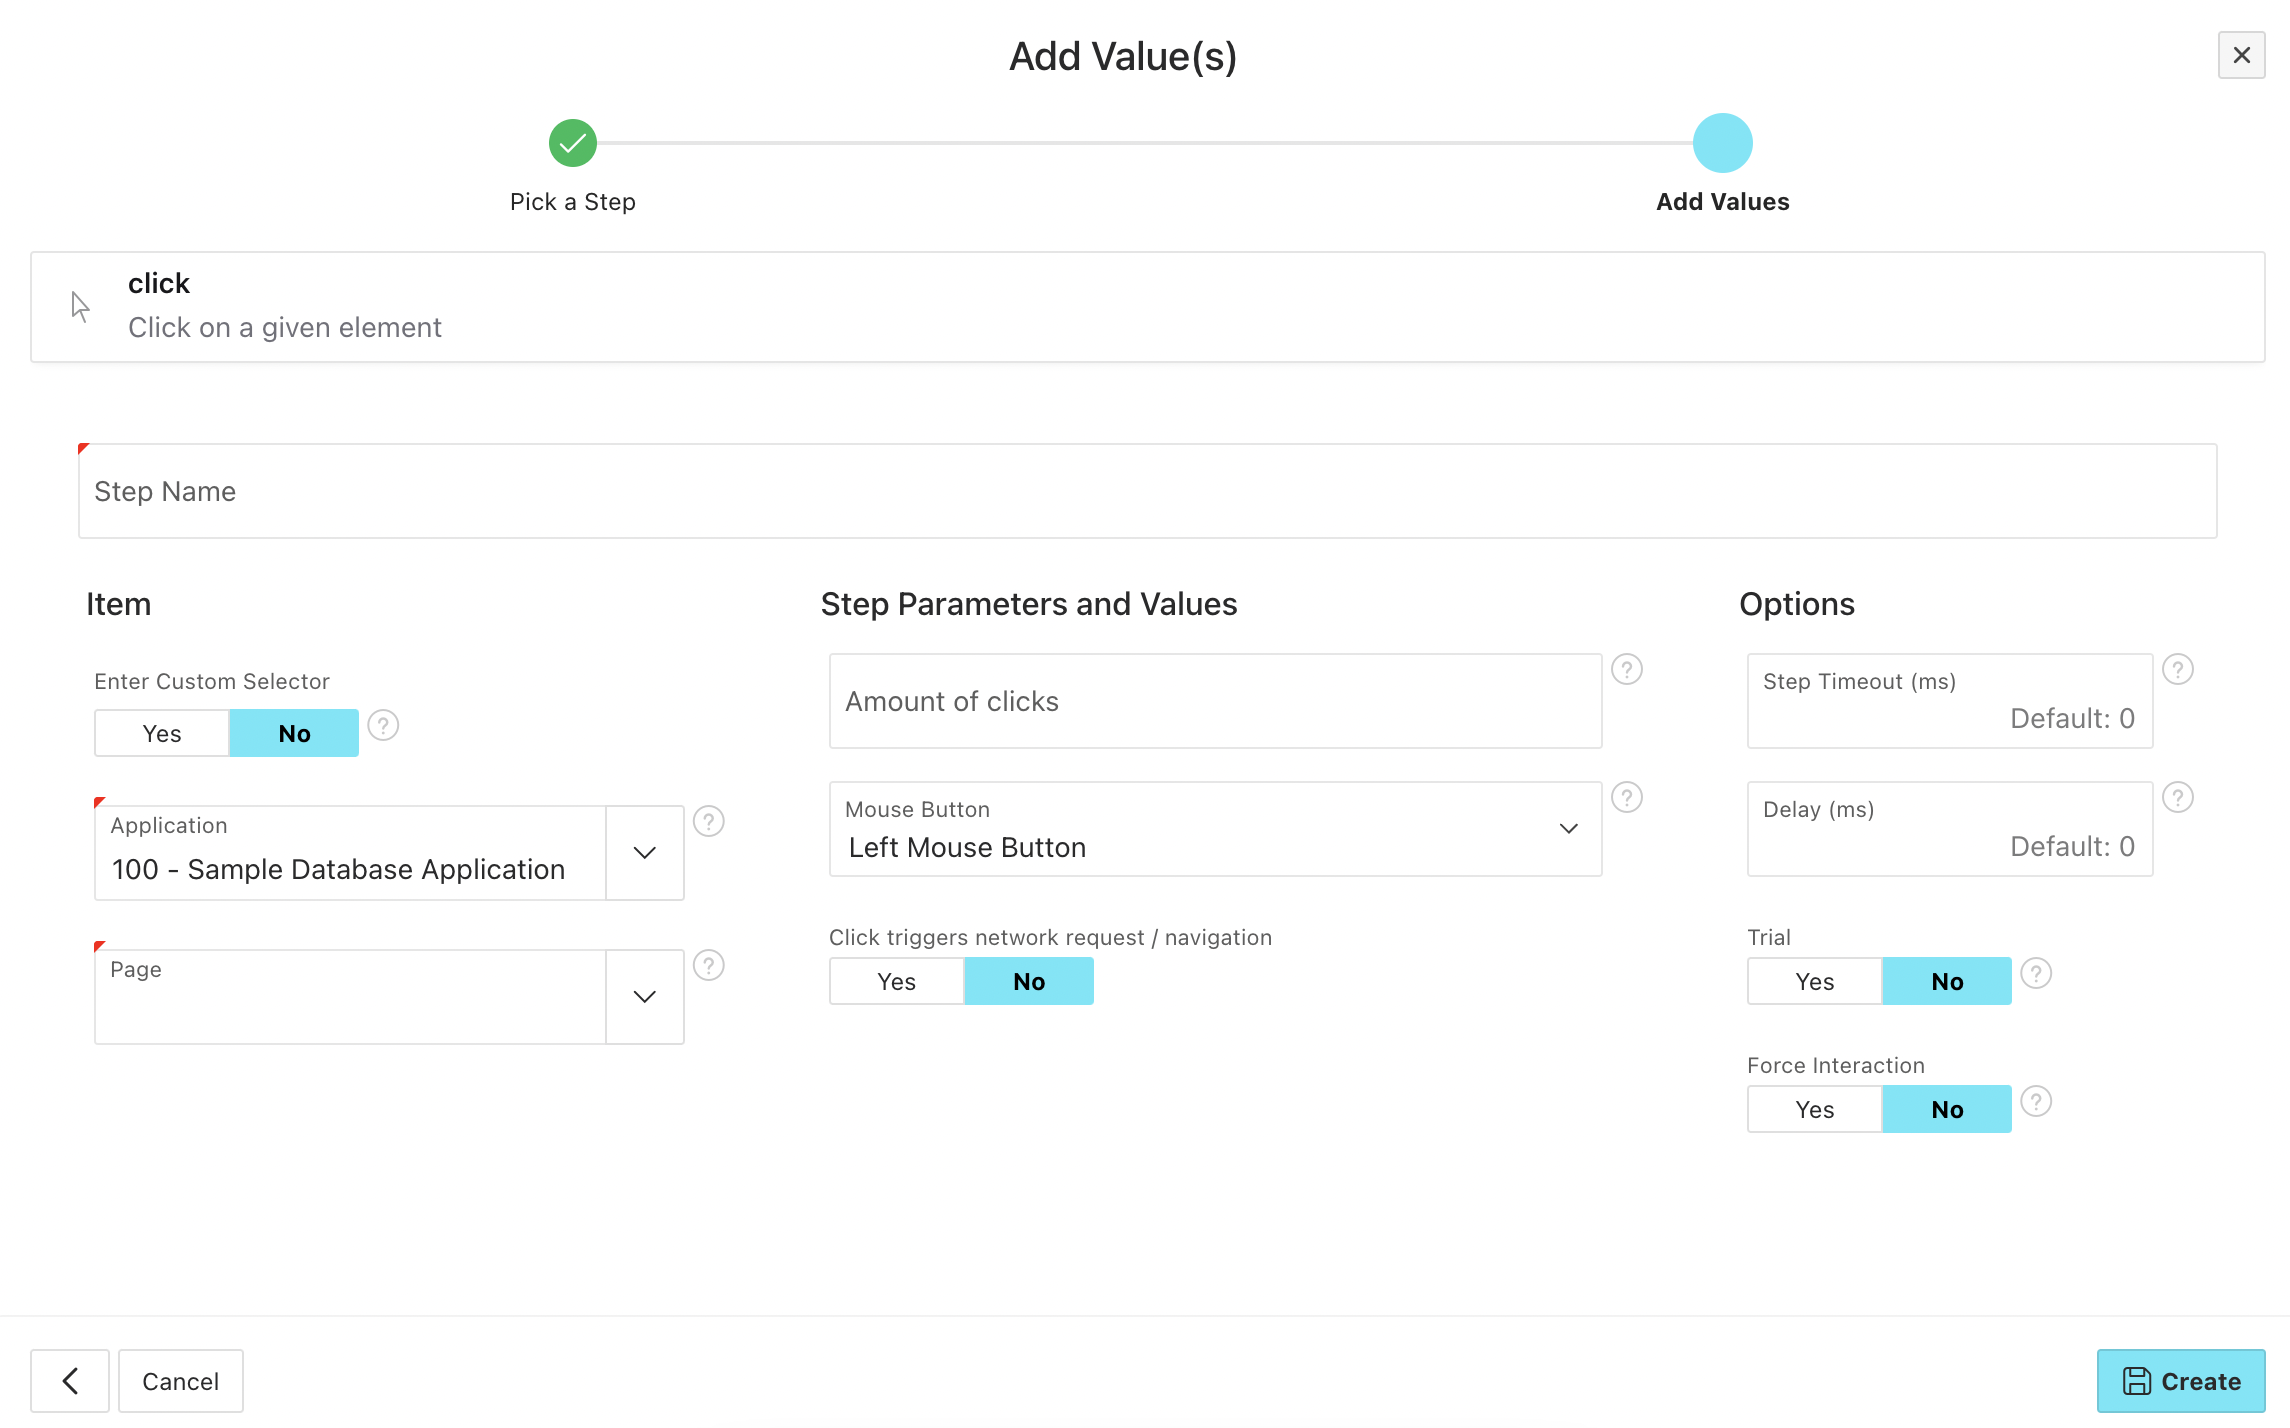 Add Value(s)
Pick a Step
Add Values
click
Click on a given element
Step Name
Item
Enter Custom Selector
Yes No ?
Application
100 - Sample Database Application
?
Page
?
Step Parameters and Values
Amount of clicks
?
Mouse Button
Left Mouse Button
?
Click triggers network request / navigation
Yes No
Options
Step Timeout (ms)
Default: 0
?
Delay (ms)
Default: 0
?
Trial
Yes No ?
Force Interaction
Yes No ?
Cancel
Create